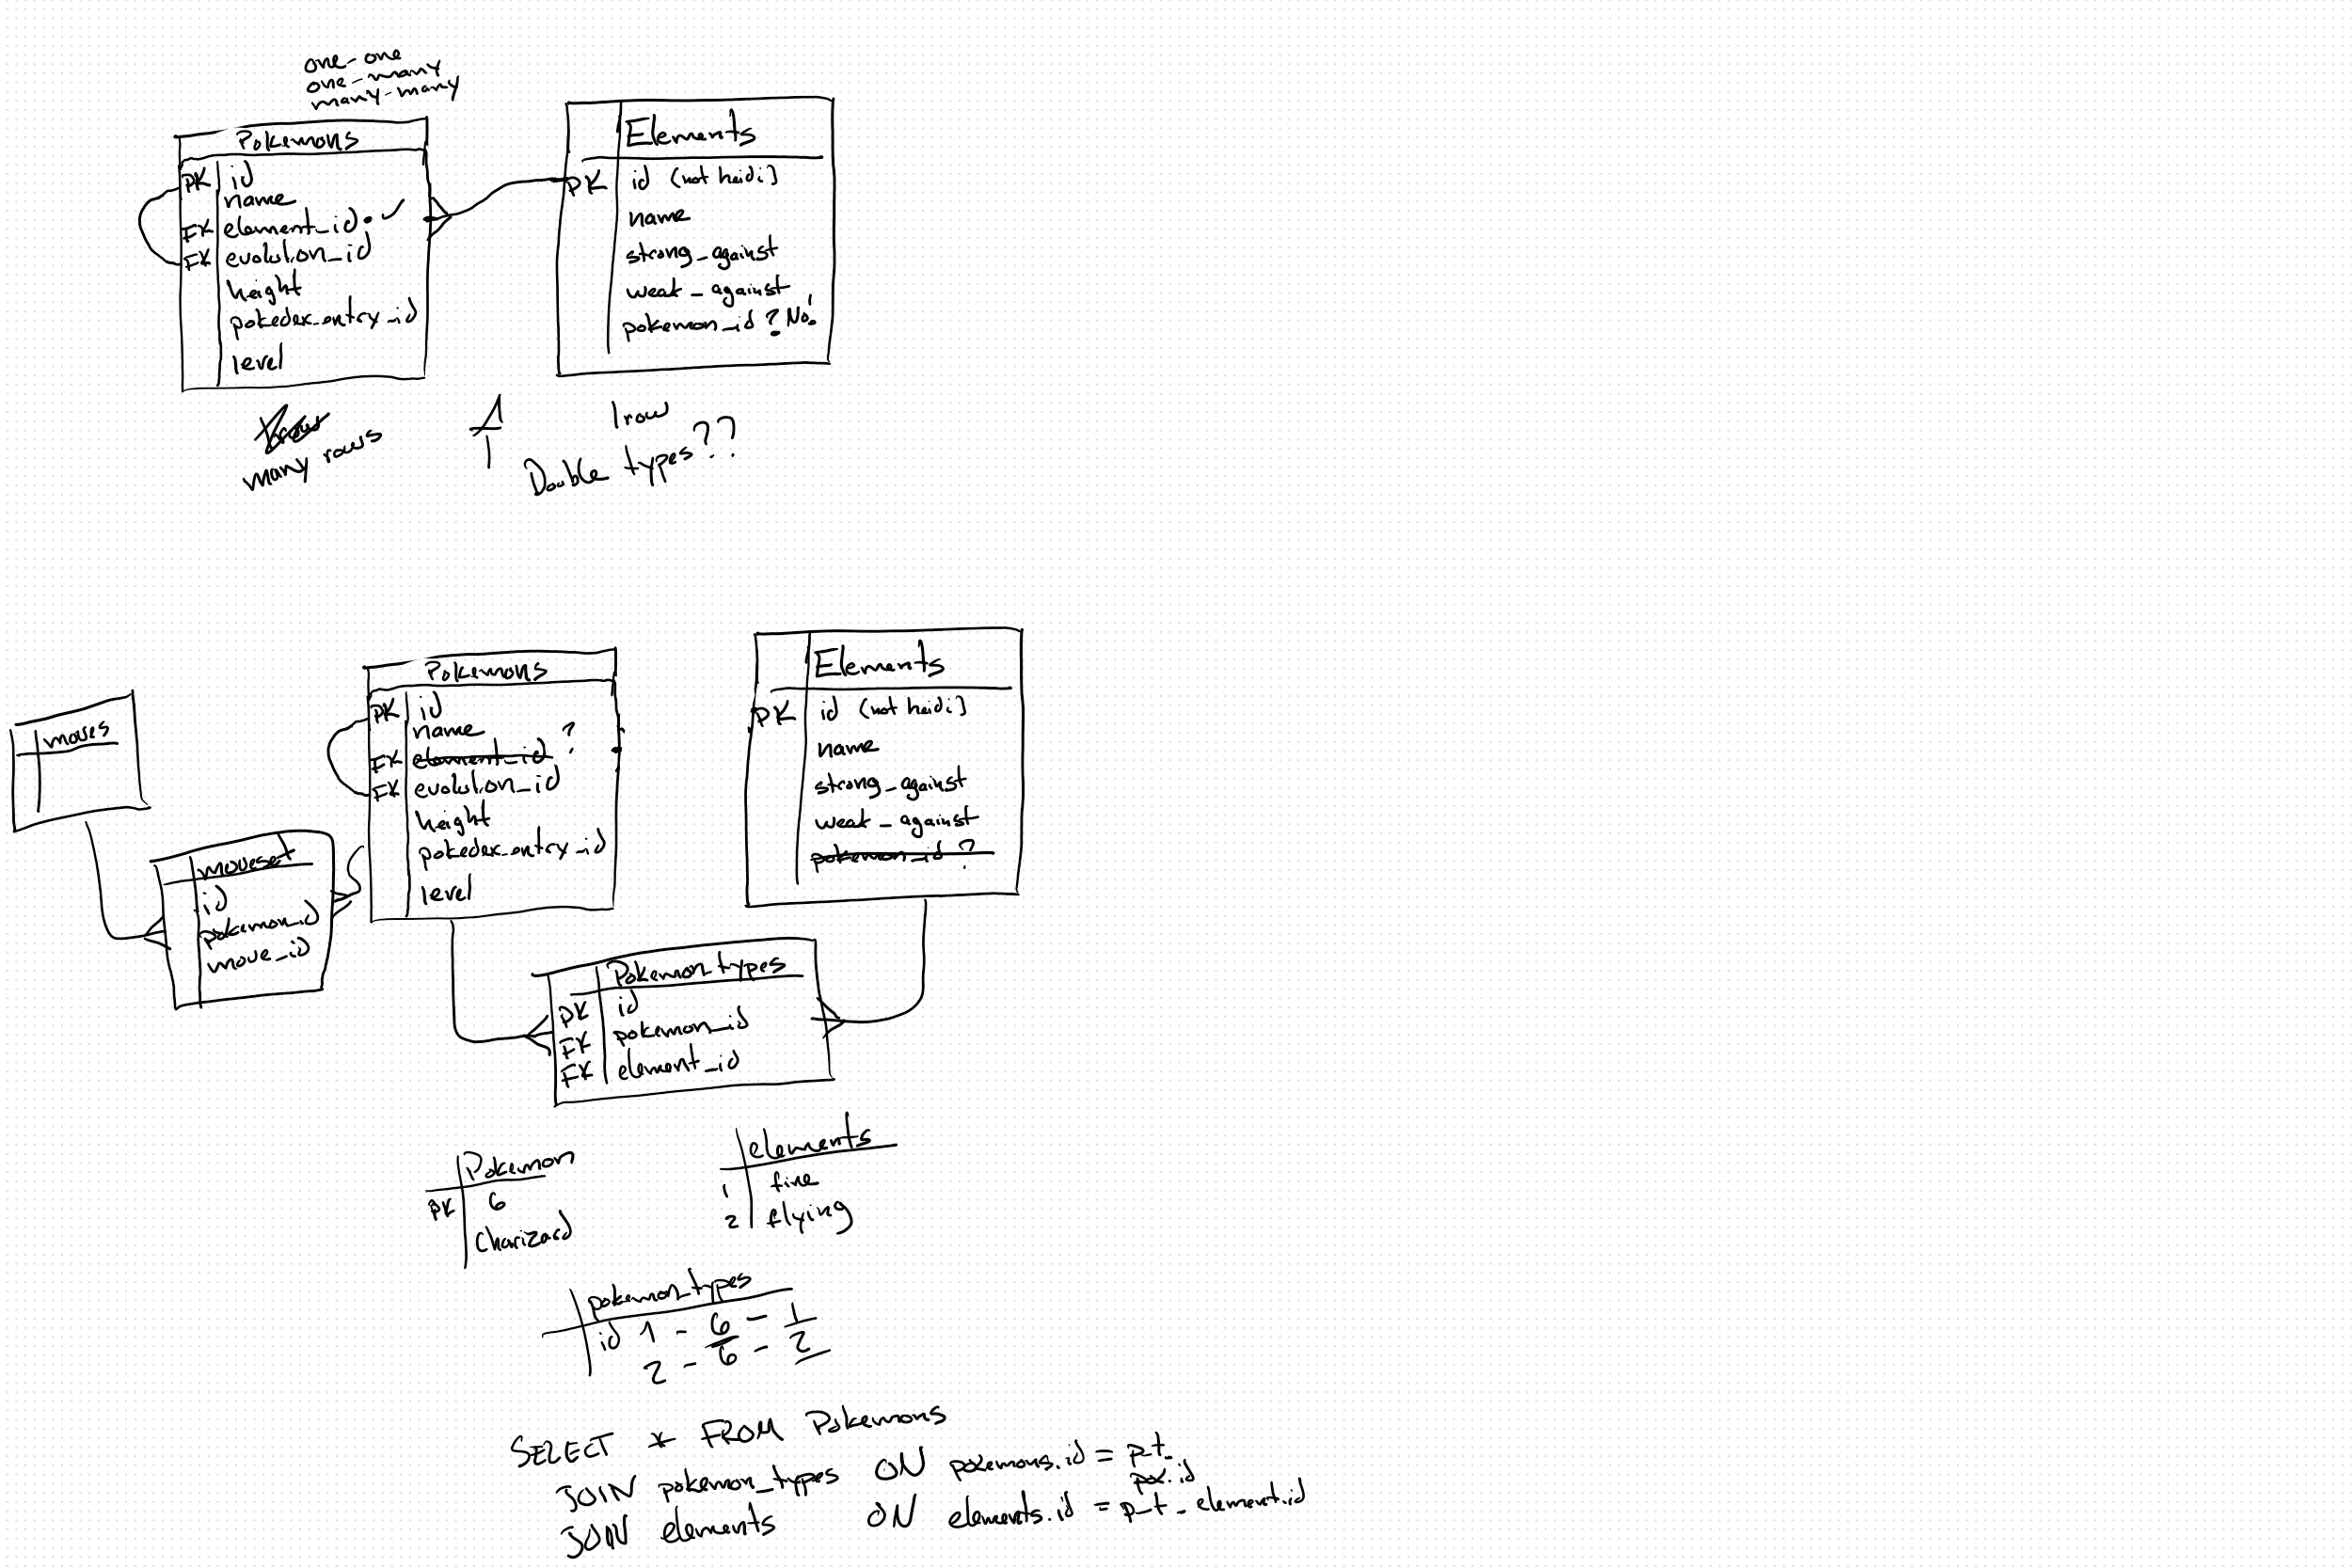 one-one
one-many
many-many
Pokemons
PK id
name
FK element_id
FK evolution_id
height
pokedex_entry_id
level
many rows
Elements
PK id (not heidi)
name
strong_against
weak_against
pokemon_id ? No!
1
1 row
Double types??
moves
moveset
id
pokemon_id
move_id
Pokemons
PK id
name
FK element_id ?
FK evolution_id
height
pokedex_entry_id
level
Elements
PK id (not heidi)
name
strong_against
weak_against
pokemon_id ?
Pokemon_types
PK id
FK pokemon_id
FK element_id
Pokemon
PK 6
Charizard
elements
1 fire
2 flying
pokemon_types
id 1 - 6 - 1
2 - 6 - 2
SELECT * FROM Pokemons
JOIN pokemon_types ON pokemons.id = p_t_
pok.id
JOIN elements ON elements.id = p_t_element.id